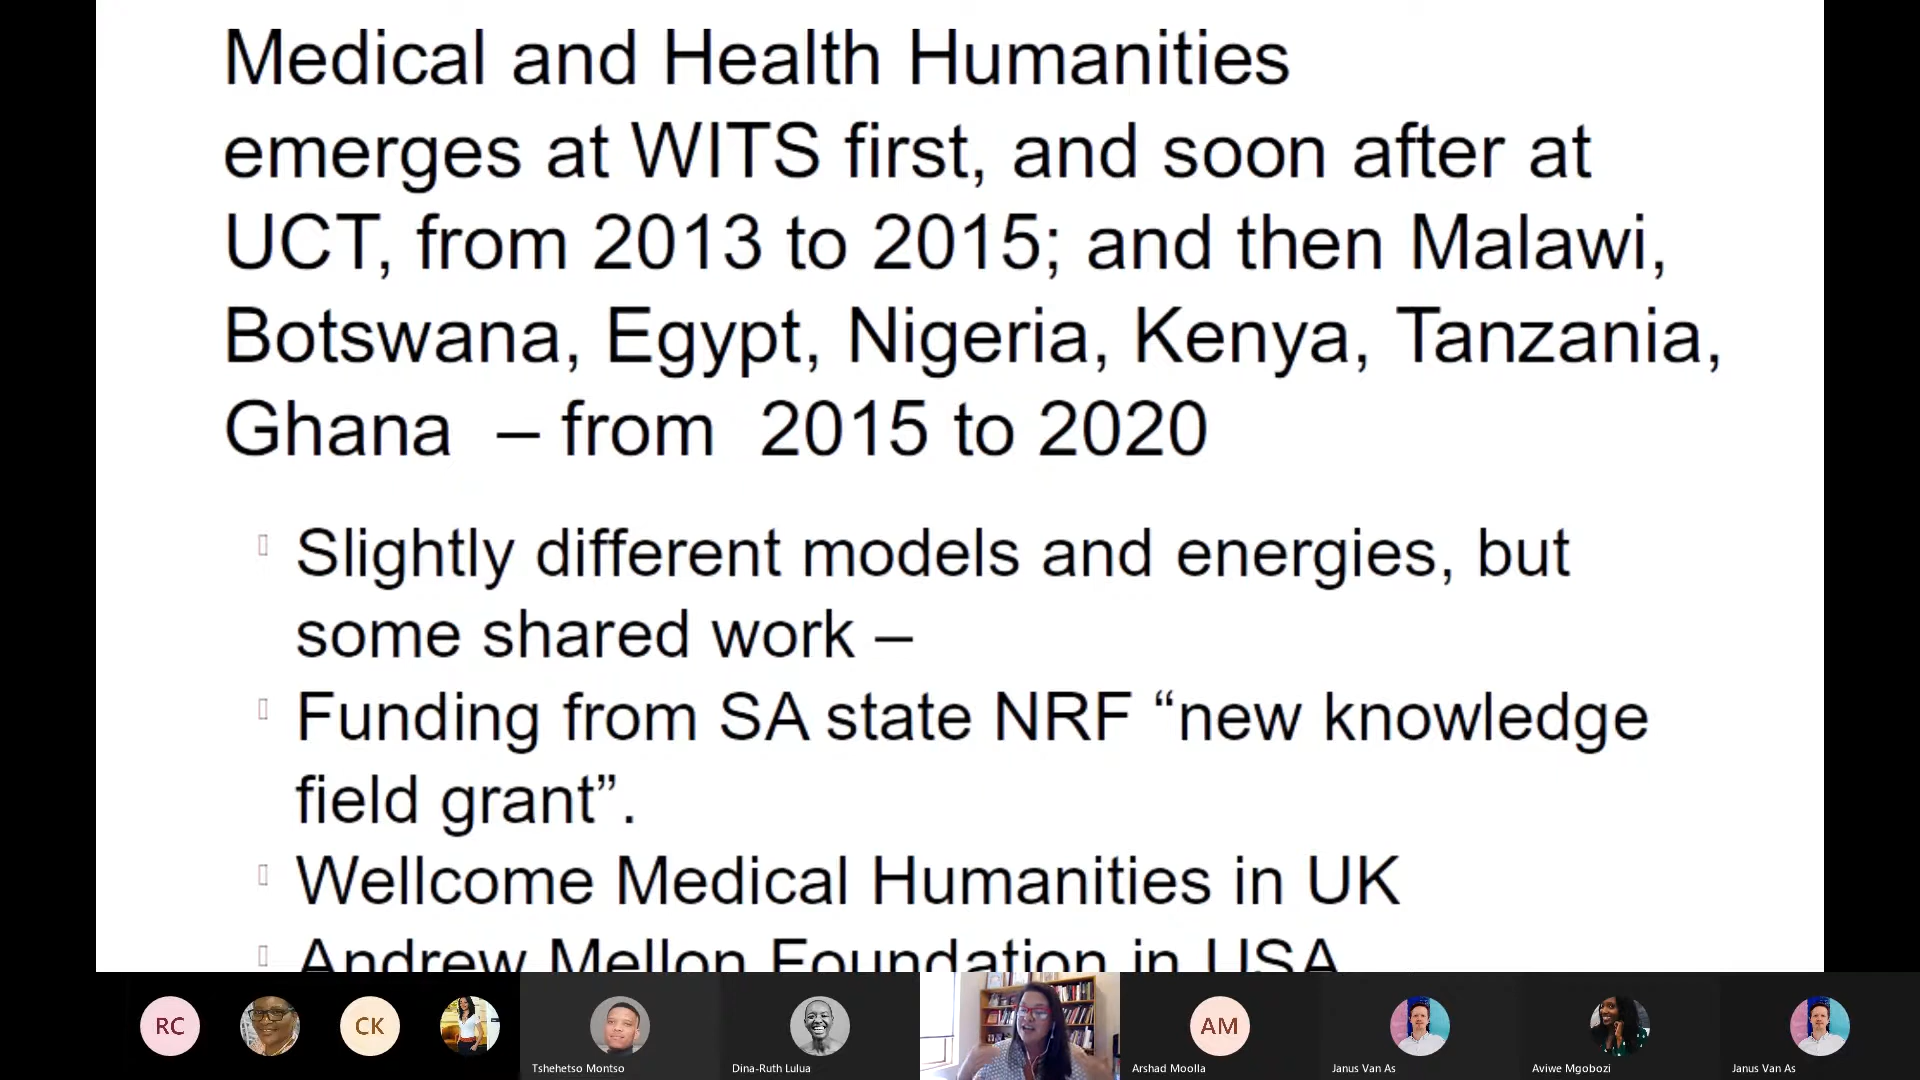 Medical and Health Humanities
emerges at WITS first, and soon after at
UCT, from 2013 to 2015; and then Malawi,
Botswana, Egypt, Nigeria, Kenya, Tanzania,
Ghana – from 2015 to 2020
Slightly different models and energies, but
some shared work –
Funding from SA state NRF “new knowledge
field grant”.
Wellcome Medical Humanities in UK
Andrew Mellon Foundation in USA
RC
CK
AM
Tshehetso Montso
Dina-Ruth Lulua
Arshad Moolla
Janus Van As
Aviwe Mgobozi
Janus Van As